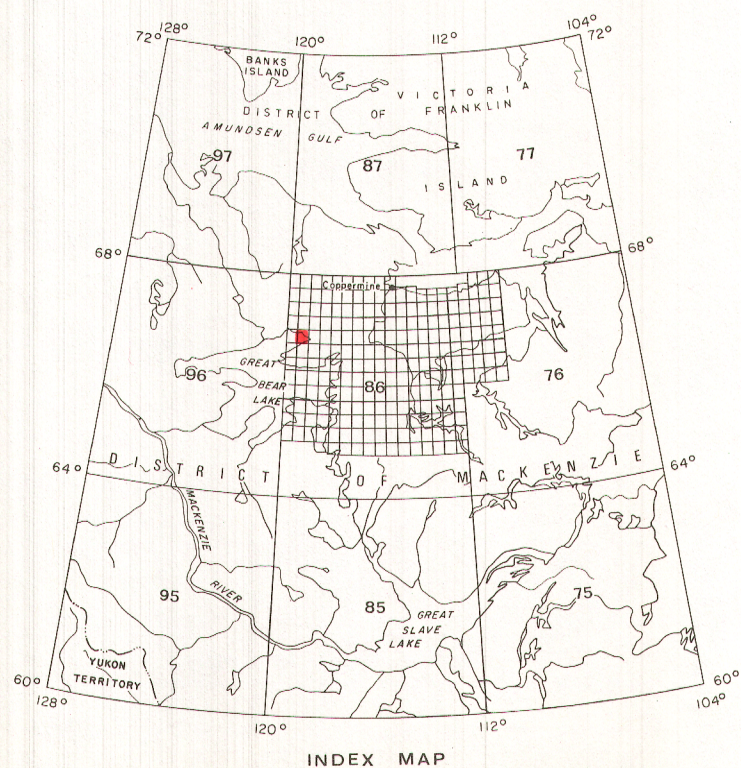 128° 120° 112° 104°
72° 72°
BANKS
ISLAND
VICTORIA
DISTRICT OF FRANKLIN
AMUNDSEN GULF
97 87 77
ISLAND
68° 68°
Coppermine
GREAT
96 BEAR 86 76
LAKE
64° DISTRICT OF MACKENZIE 64°
MACKENZIE
RIVER
95 85 75
GREAT
SLAVE
LAKE
YUKON
TERRITORY
60° 60°
128° 120° 112° 104°
INDEX MAP